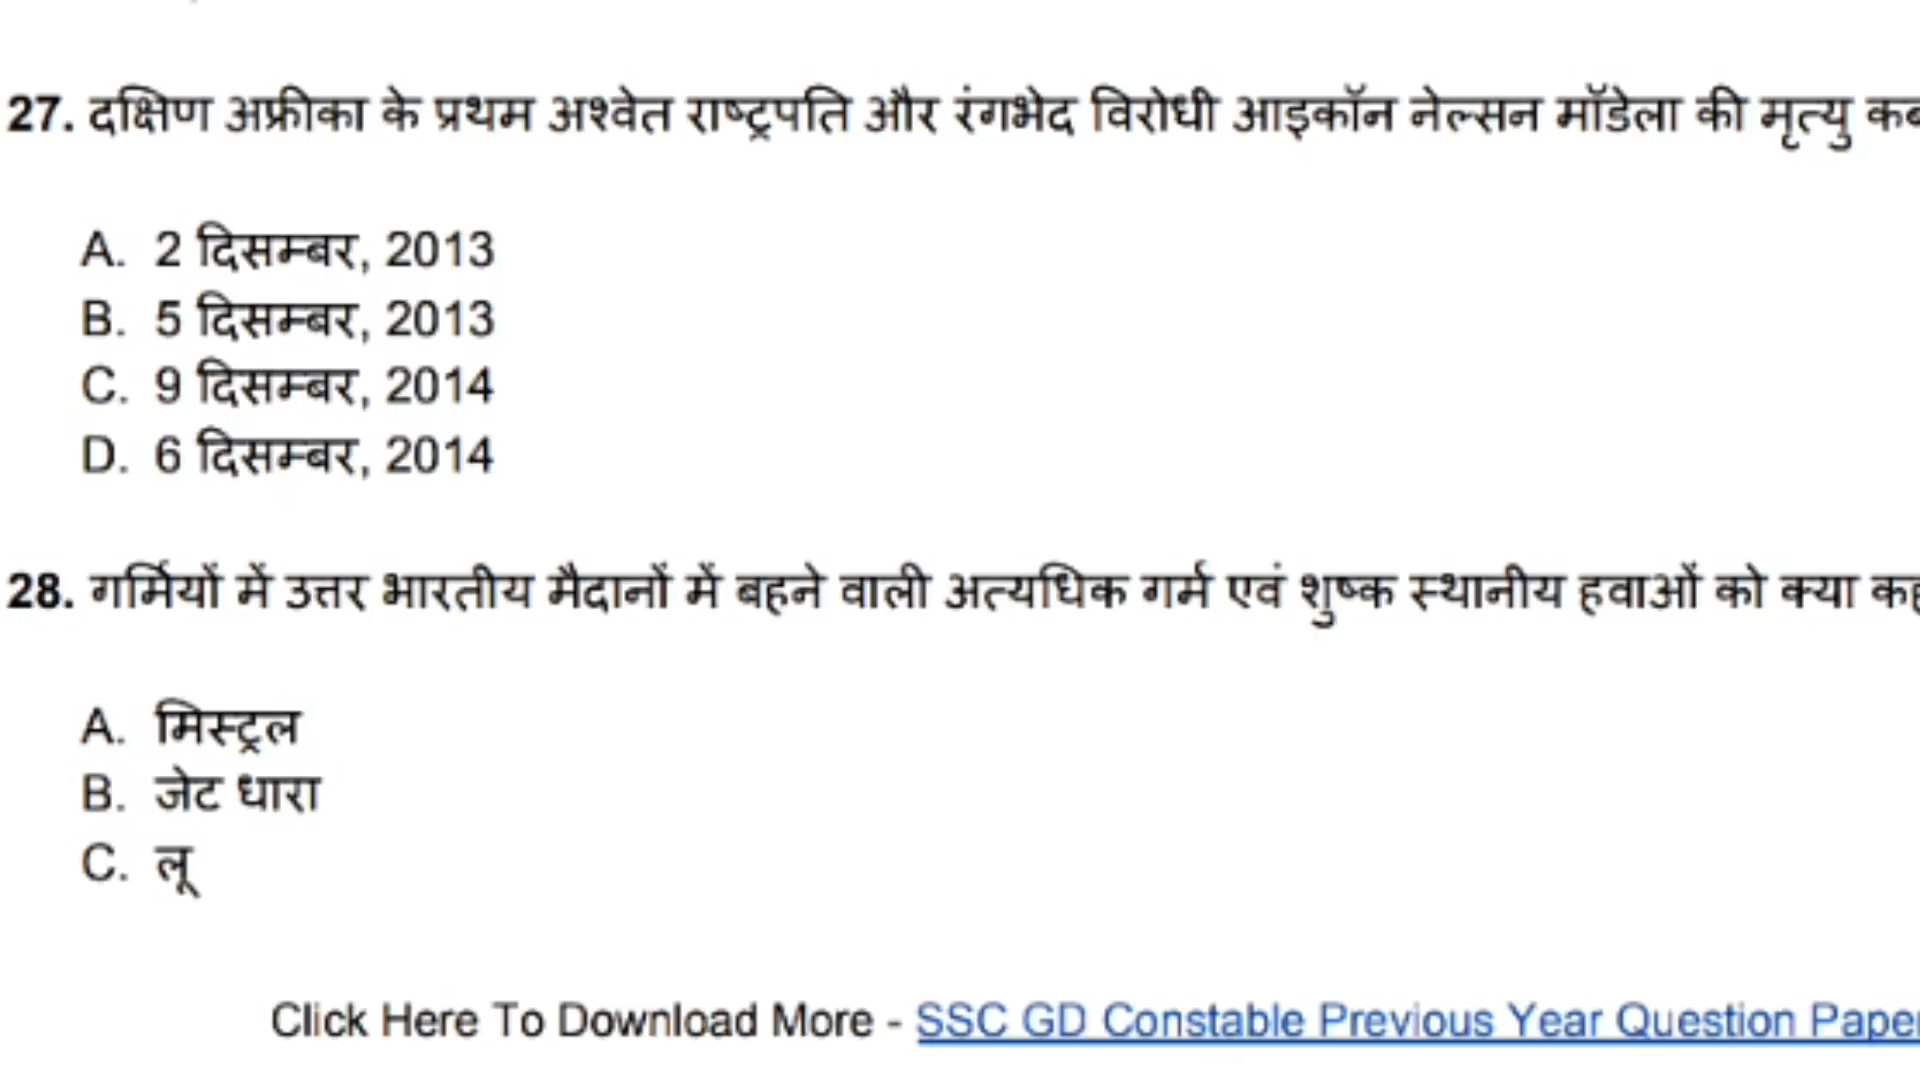 27. दक्षिण अफ्रीका के प्रथम अश्वेत राष्ट्रपति और रंगभेद विरोधी आइकॉन नेल्सन मॉडेला की मृत्यु
A. 2 दिसम्बर, 2013
B. 5 दिसम्बर, 2013
C. 9 दिसम्बर, 2014
D. 6 दिसम्बर, 2014
28. गर्मियों में उत्तर भारतीय मैदानों में बहने वाली अत्यधिक गर्म एवं शुष्क स्थानीय हवाओं को क्या
A. मिस्ट्रल
B. जेट धारा
C. लू
Click Here To Download More - SSC GD Constable Previous Year Question